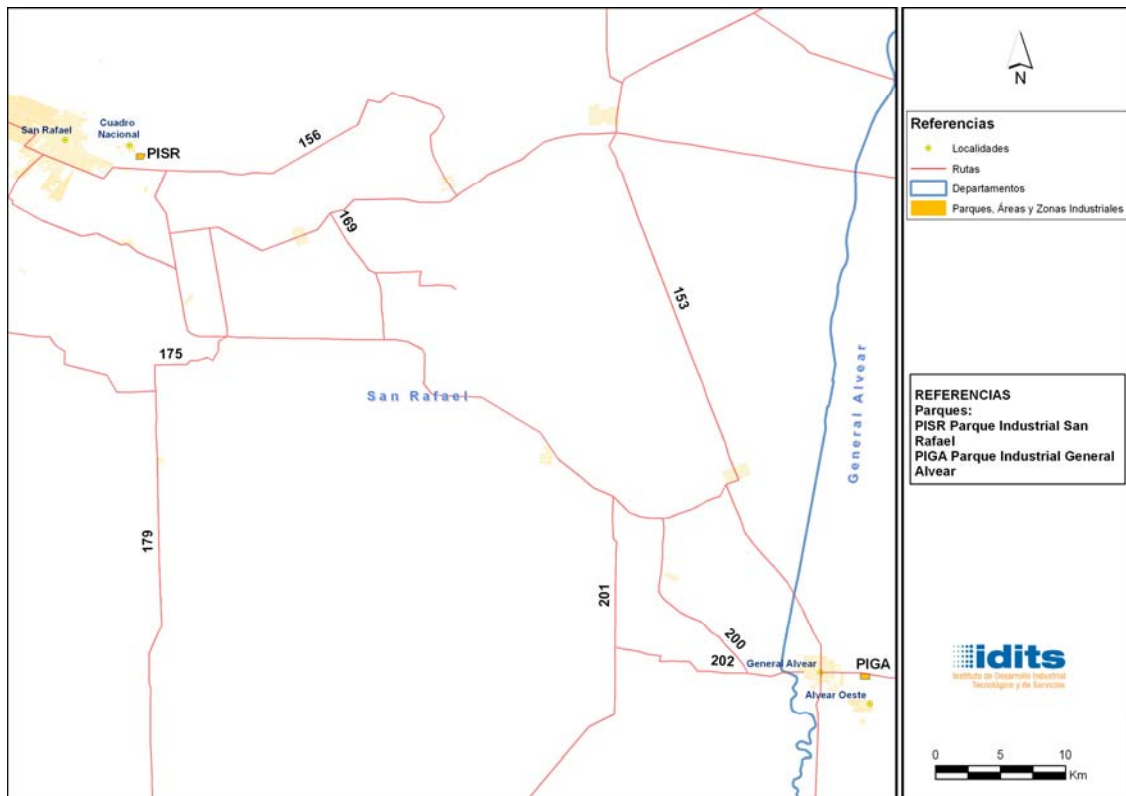 San Rafael
Cuadro
Nacional
PISR
156
169
153
175
San Rafael
General Alvear
179
201
200
202
General Alvear
PIGA
Alvear Oeste
N
Referencias
Localidades
Rutas
Departamentos
Parques, Áreas y Zonas Industriales
REFERENCIAS
Parques:
PISR Parque Industrial San
Rafael
PIGA Parque Industrial General
Alvear
idits
Instituto de Desarrollo Industrial
Tecnológico y de Servicios
0 5 10
Km